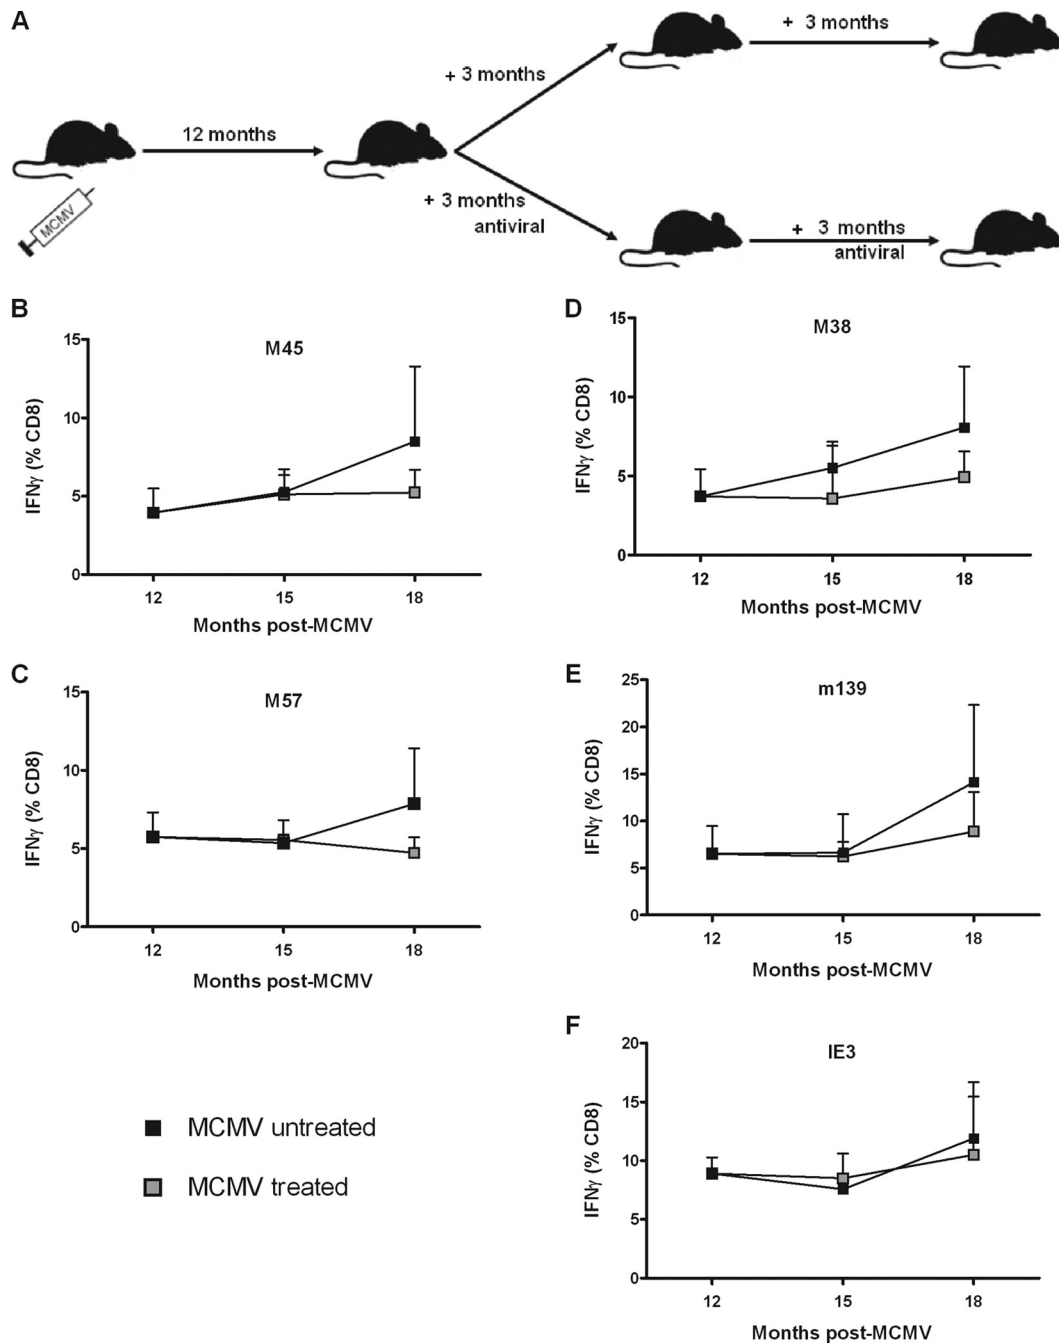 A
MCMV
12 months
+ 3 months
+ 3 months
antiviral
+ 3 months
+ 3 months
antiviral
B
M45
IFNγ (% CD8)
15
10
5
0
12 15 18
Months post-MCMV
C
M57
IFNγ (% CD8)
15
10
5
0
12 15 18
Months post-MCMV
MCMV untreated
MCMV treated
D
M38
IFNγ (% CD8)
15
10
5
0
12 15 18
Months post-MCMV
E
m139
IFNγ (% CD8)
25
20
15
10
5
0
12 15 18
Months post-MCMV
F
IE3
IFNγ (% CD8)
20
15
10
5
0
12 15 18
Months post-MCMV